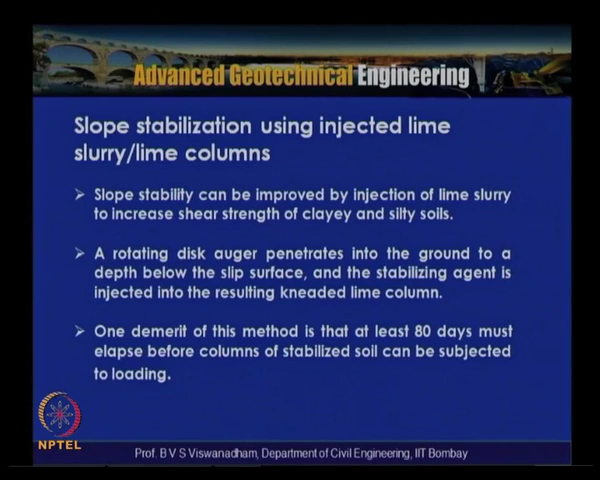 Advanced Geotechnical Engineering
Slope stabilization using injected lime
slurry/lime columns
➢ Slope stability can be improved by injection of lime slurry
to increase shear strength of clayey and silty soils.
➢ A rotating disk auger penetrates into the ground to a
depth below the slip surface, and the stabilizing agent is
injected into the resulting kneaded lime column.
➢ One demerit of this method is that at least 80 days must
elapse before columns of stabilized soil can be subjected
to loading.
NPTEL
Prof. B V S Viswanadham, Department of Civil Engineering, IIT Bombay